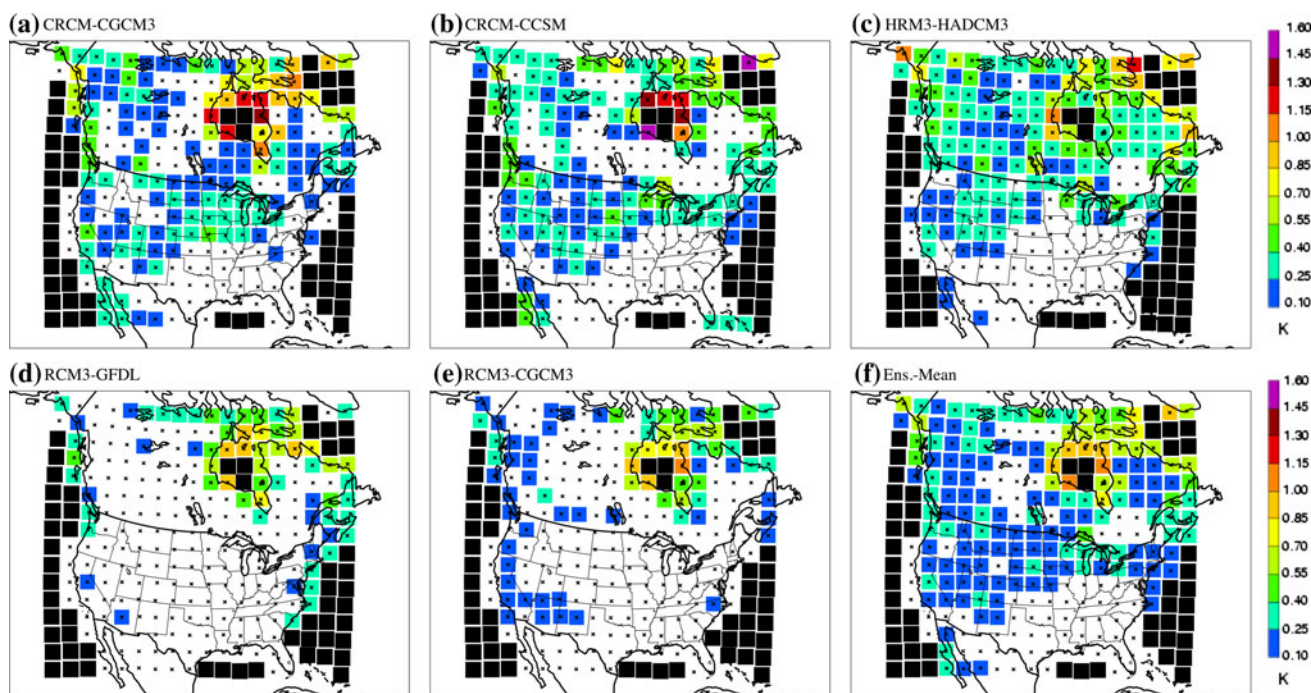 (a) CRCM-CGCM3
(b) CRCM-CCSM
(c) HRM3-HADCM3
1.60
1.45
1.30
1.15
1.00
0.85
0.70
0.55
0.40
0.25
0.10
K
(d) RCM3-GFDL
(e) RCM3-CGCM3
(f) Ens.-Mean
1.60
1.45
1.30
1.15
1.00
0.85
0.70
0.55
0.40
0.25
0.10
K